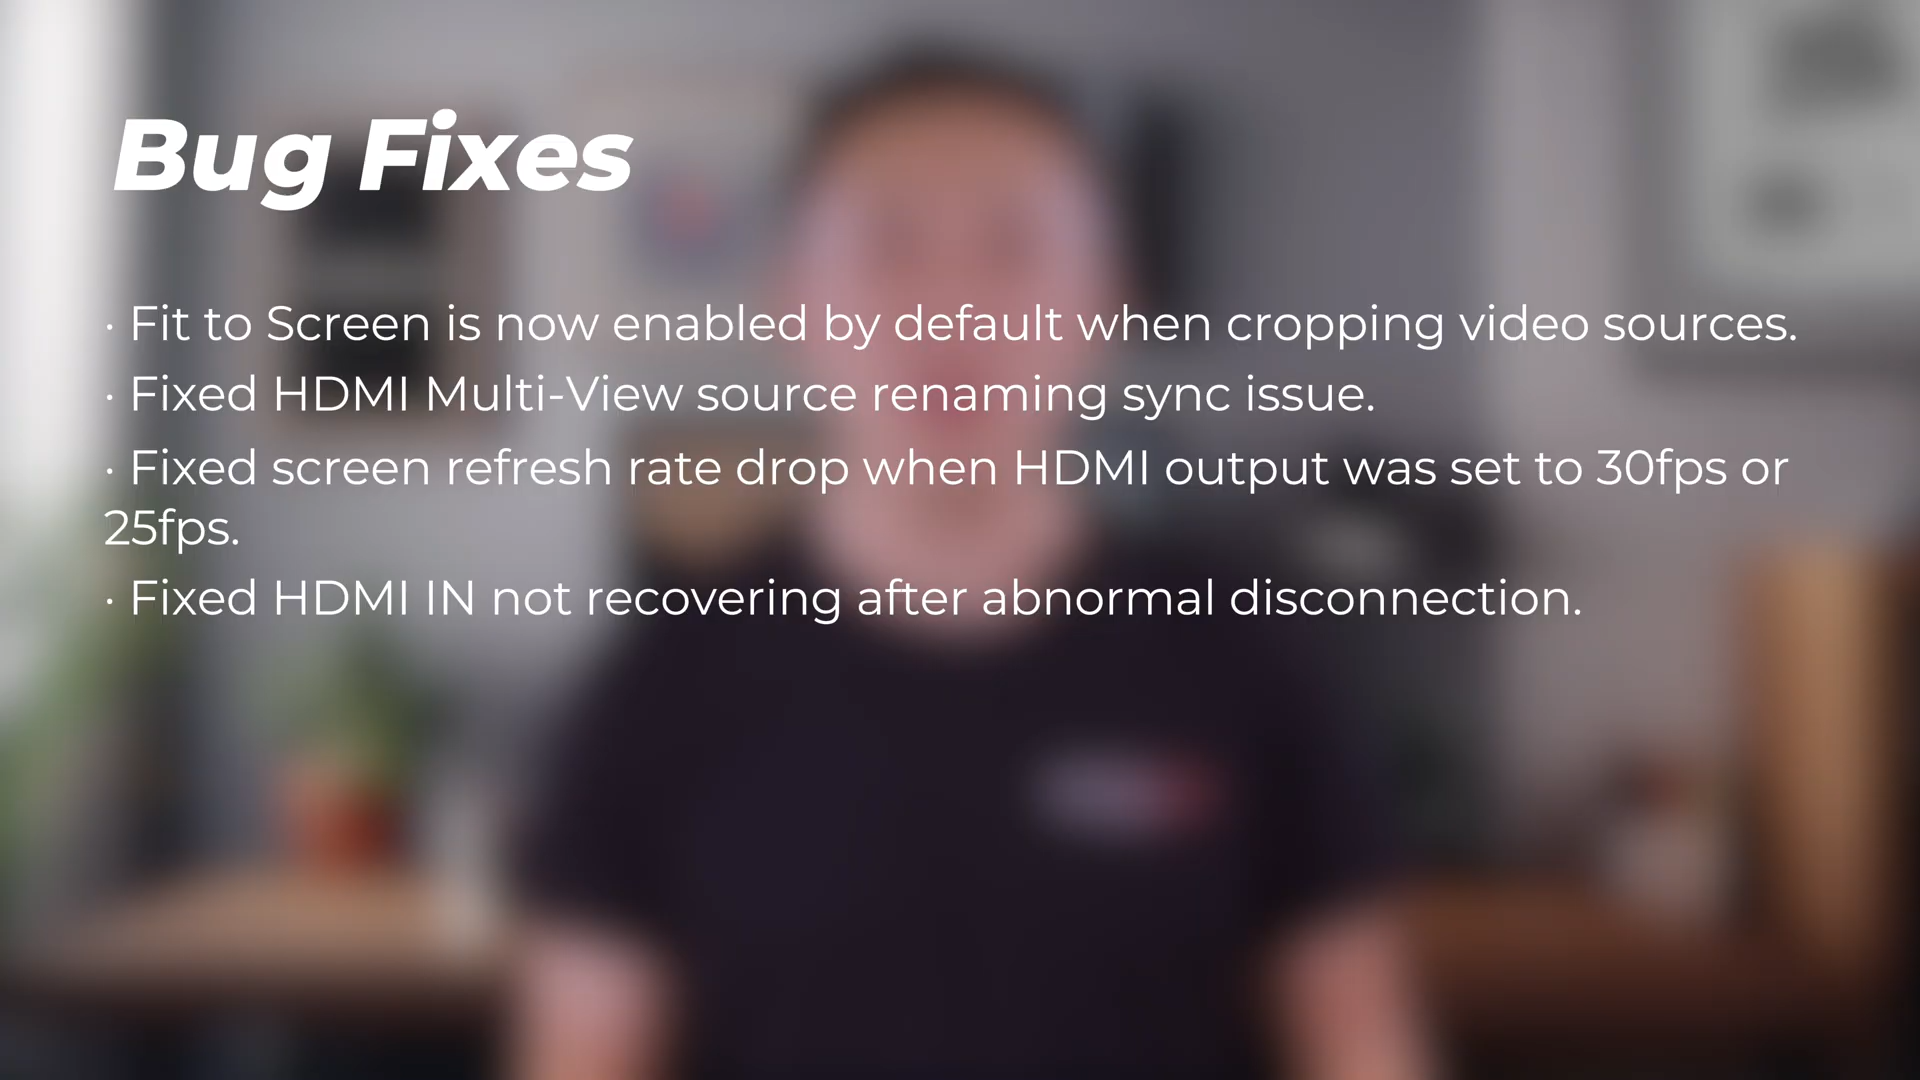 Bug Fixes
· Fit to Screen is now enabled by default when cropping video sources.
· Fixed HDMI Multi-View source renaming sync issue.
· Fixed screen refresh rate drop when HDMI output was set to 30fps or
25fps.
· Fixed HDMI IN not recovering after abnormal disconnection.